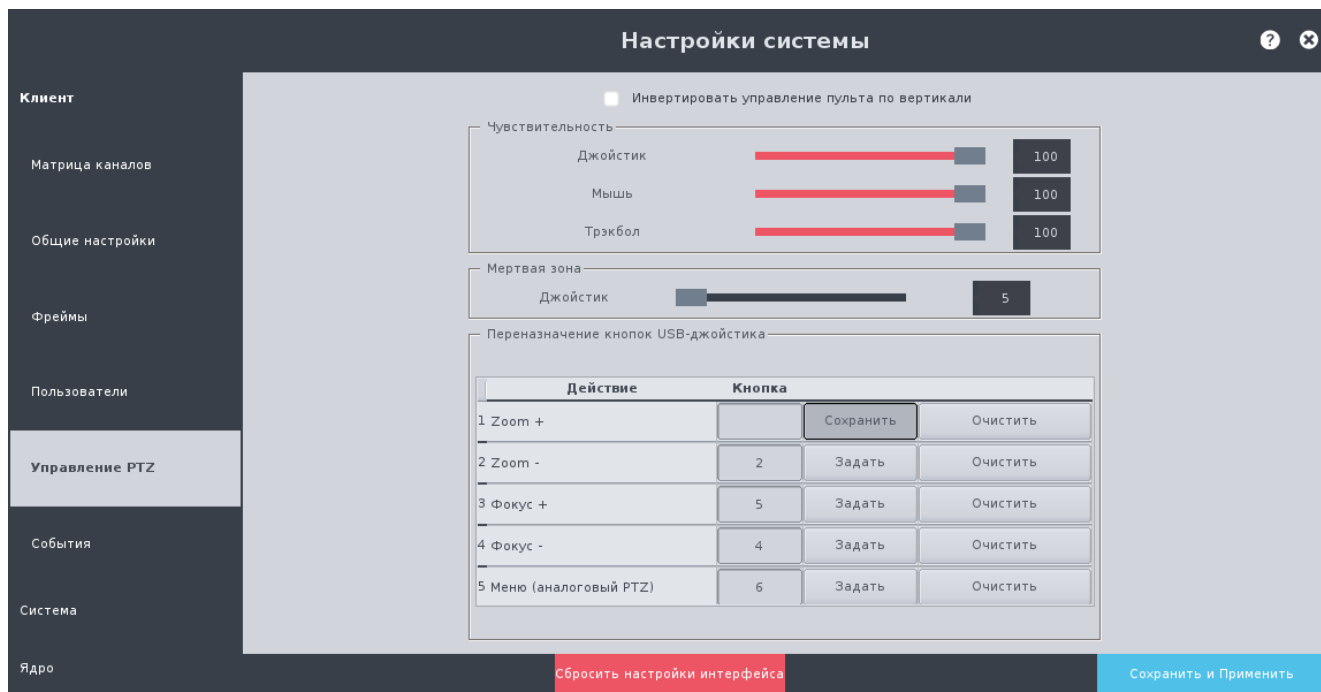 Настройки системы
?
Клиент
Матрица каналов
Общие настройки
Фреймы
Пользователи
Управление PTZ
События
Система
Ядро
Инвертировать управление пульта по вертикали
Чувствительность
Джойстик 100
Мышь 100
Трэкбол 100
Мертвая зона
Джойстик 5
Переназначение кнопок USB-джойстика
Действие Кнопка
1 Zoom + Сохранить Очистить
2 Zoom - 2 Задать Очистить
3 Фокус + 5 Задать Очистить
4 Фокус - 4 Задать Очистить
5 Меню (аналоговый PTZ) 6 Задать Очистить
Сбросить настройки интерфейса
Сохранить и Применить